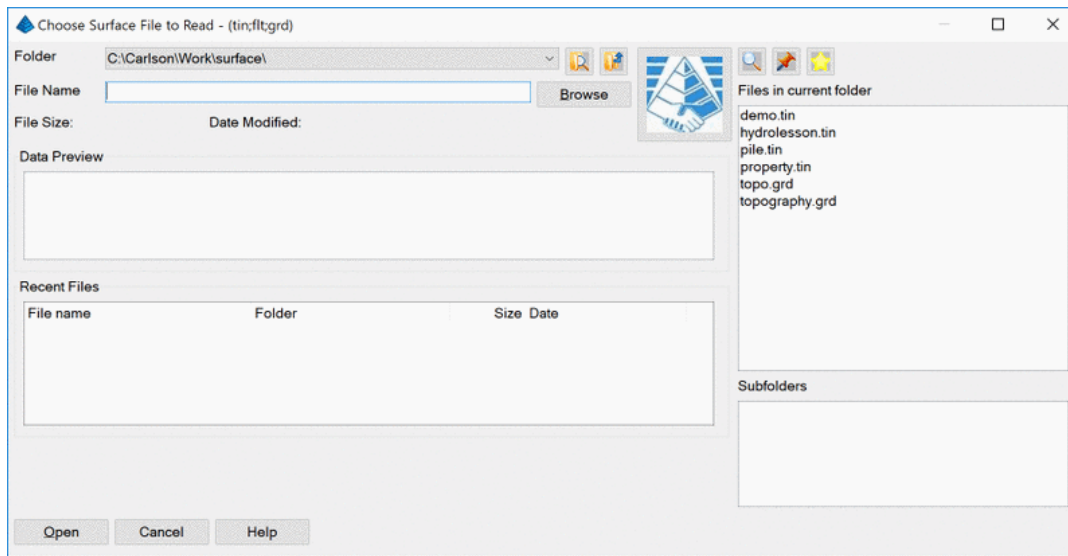 Choose Surface File to Read - (tin;flt;grd)
Folder
C:\Carlson\Work\surface\
File Name
Browse
File Size:
Date Modified:
Data Preview
Recent Files
File name Folder Size Date
Files in current folder
demo.tin
hydrolesson.tin
pile.tin
property.tin
topo.grd
topography.grd
Subfolders
Open Cancel Help